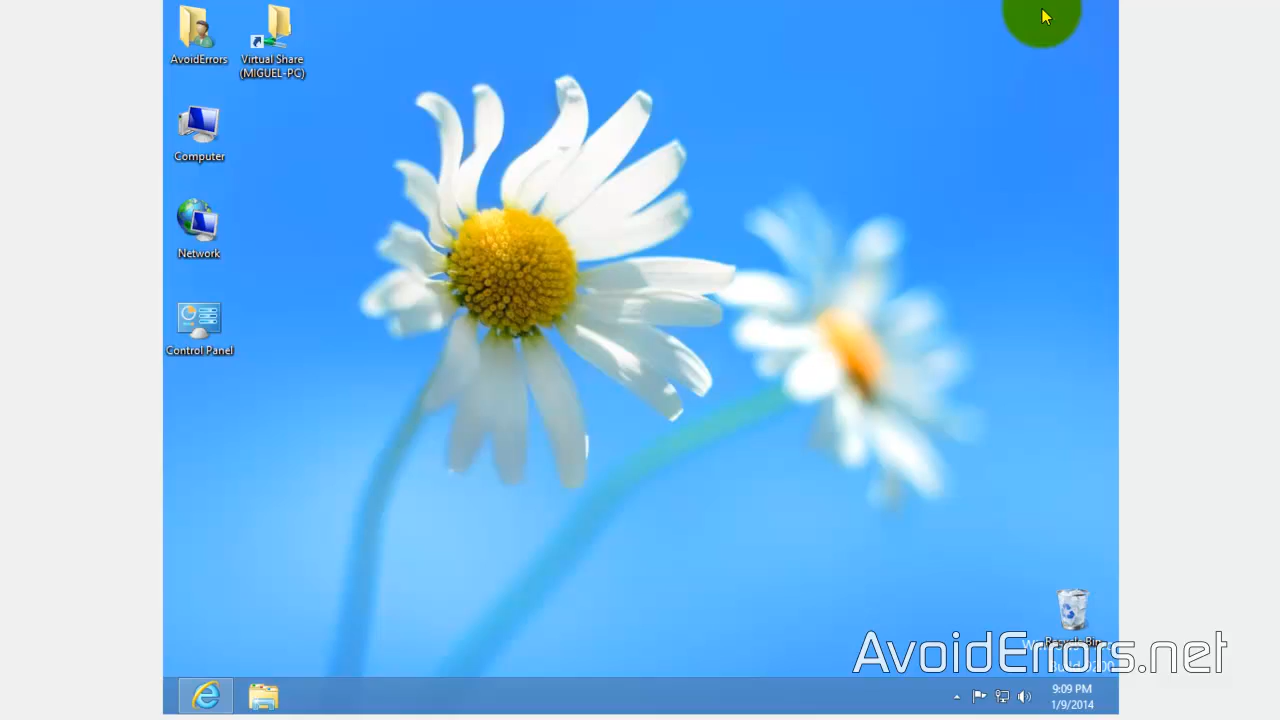 AvoidErrors
Virtual Share
(MIGUEL-PC)
Computer
Network
Control Panel
Recycle Bin
AvoidErrors.net
9:09 PM
1/9/2014